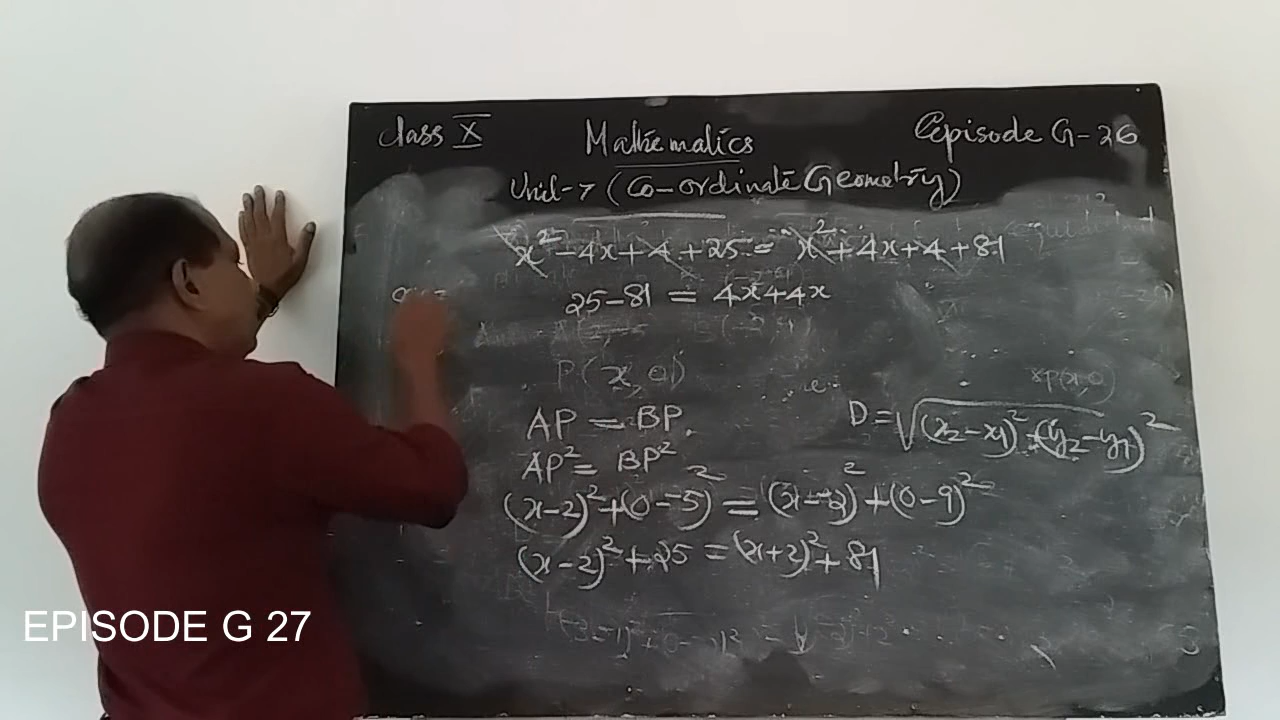 Class X Mathematics Episode G-26
Unit-7 (Co-ordinate Geometry)
x² - 4x + 4 + 25 = x² + 4x + 4 + 81
25 - 81 = 4x + 4x
P(x, 0)
AP = BP.
D = √(x₂ - x₁)² + (y₂ - y₁)²
AP² = BP²
(x - 2)² + (0 - -5)² = (x - -2)² + (0 - 9)²
(x - 2)² + 25 = (x + 2)² + 81
EPISODE G 27